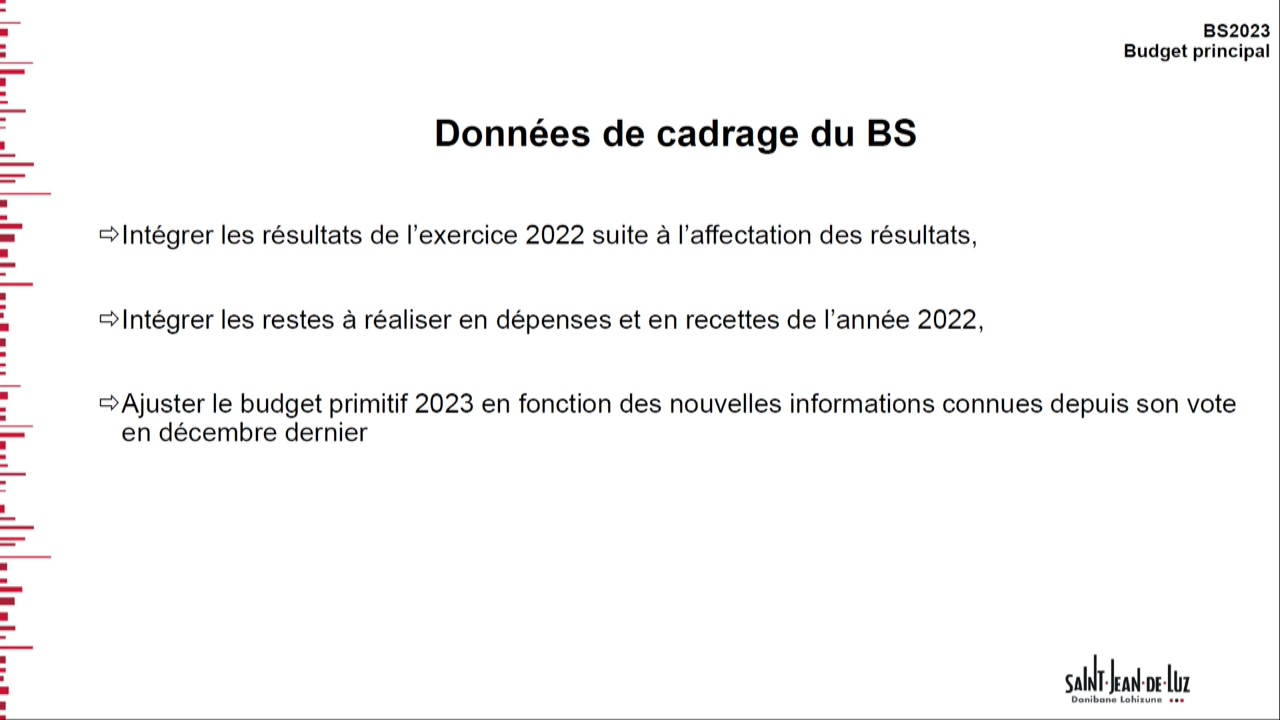 BS2023
Budget principal
Données de cadrage du BS
⇨Intégrer les résultats de l’exercice 2022 suite à l’affectation des résultats,
⇨Intégrer les restes à réaliser en dépenses et en recettes de l’année 2022,
⇨Ajuster le budget primitif 2023 en fonction des nouvelles informations connues depuis son vote
en décembre dernier
SAINT·JEAN·DE·LUZ
Donibane Lohizune